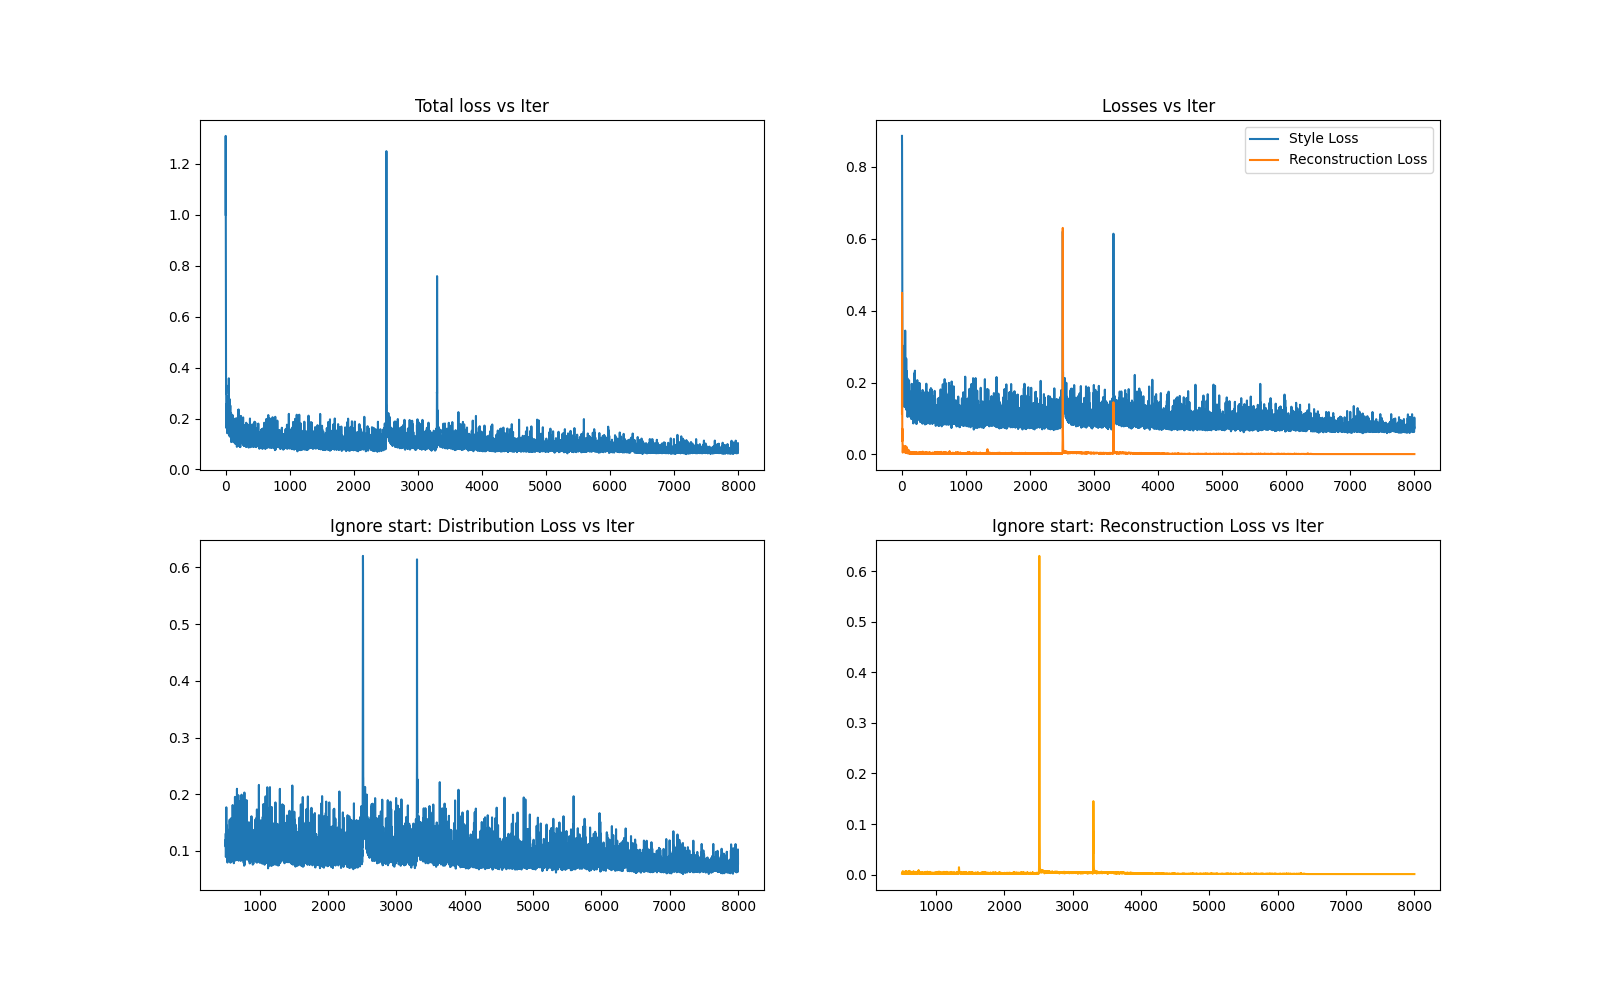 Total loss vs Iter
1.2
1.0
0.8
0.6
0.4
0.2
0.0
0 1000 2000 3000 4000 5000 6000 7000 8000
Losses vs Iter
Style Loss
Reconstruction Loss
0.8
0.6
0.4
0.2
0.0
0 1000 2000 3000 4000 5000 6000 7000 8000
Ignore start: Distribution Loss vs Iter
0.6
0.5
0.4
0.3
0.2
0.1
1000 2000 3000 4000 5000 6000 7000 8000
Ignore start: Reconstruction Loss vs Iter
0.6
0.5
0.4
0.3
0.2
0.1
0.0
1000 2000 3000 4000 5000 6000 7000 8000